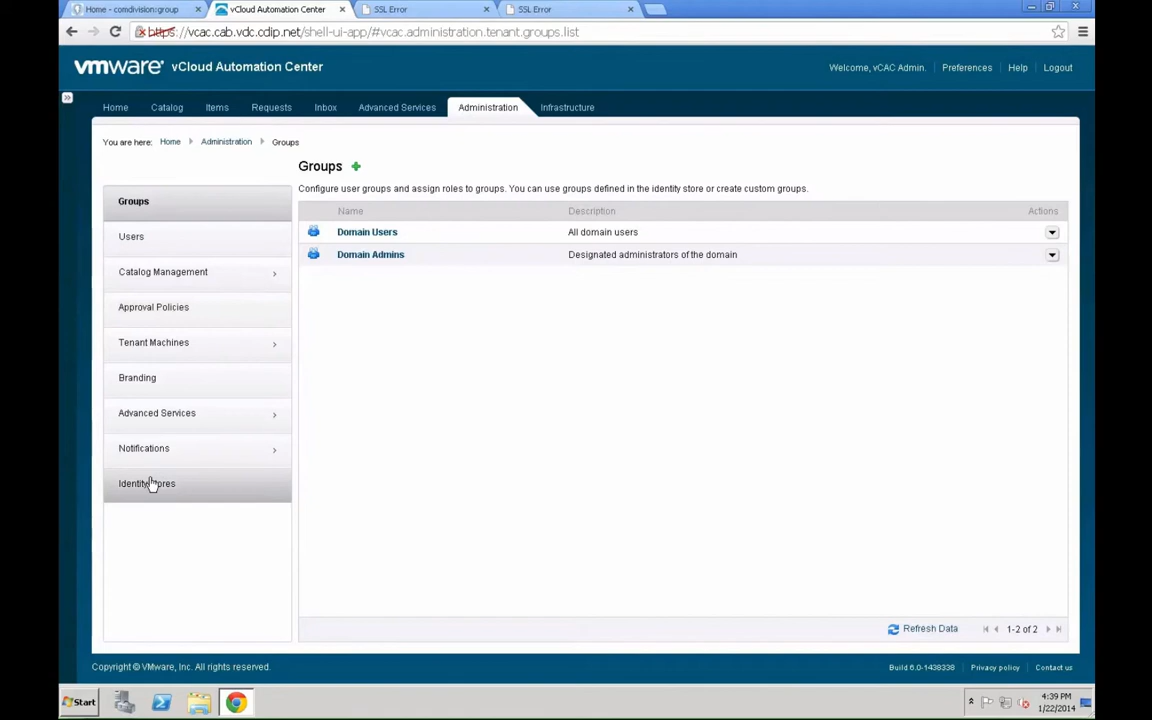 Home - comdivision:group
vCloud Automation Center
SSL Error
SSL Error
https://vcac.cab.vdc.cdip.net/shell-ui-app/#vcac.administration.tenant.groups.list
vmware vCloud Automation Center
Welcome, vCAC Admin. Preferences Help Logout
Home Catalog Items Requests Inbox Advanced Services Administration Infrastructure
You are here: Home Administration Groups
Groups
Configure user groups and assign roles to groups. You can use groups defined in the identity store or create custom groups.
Groups
Users
Catalog Management
Approval Policies
Tenant Machines
Branding
Advanced Services
Notifications
Identity Stores
Name Description Actions
Domain Users All domain users
Domain Admins Designated administrators of the domain
Refresh Data 1-2 of 2
Copyright © VMware, Inc. All rights reserved.
Build 6.0-1438338 Privacy policy Contact us
Start
4:39 PM
1/22/2014